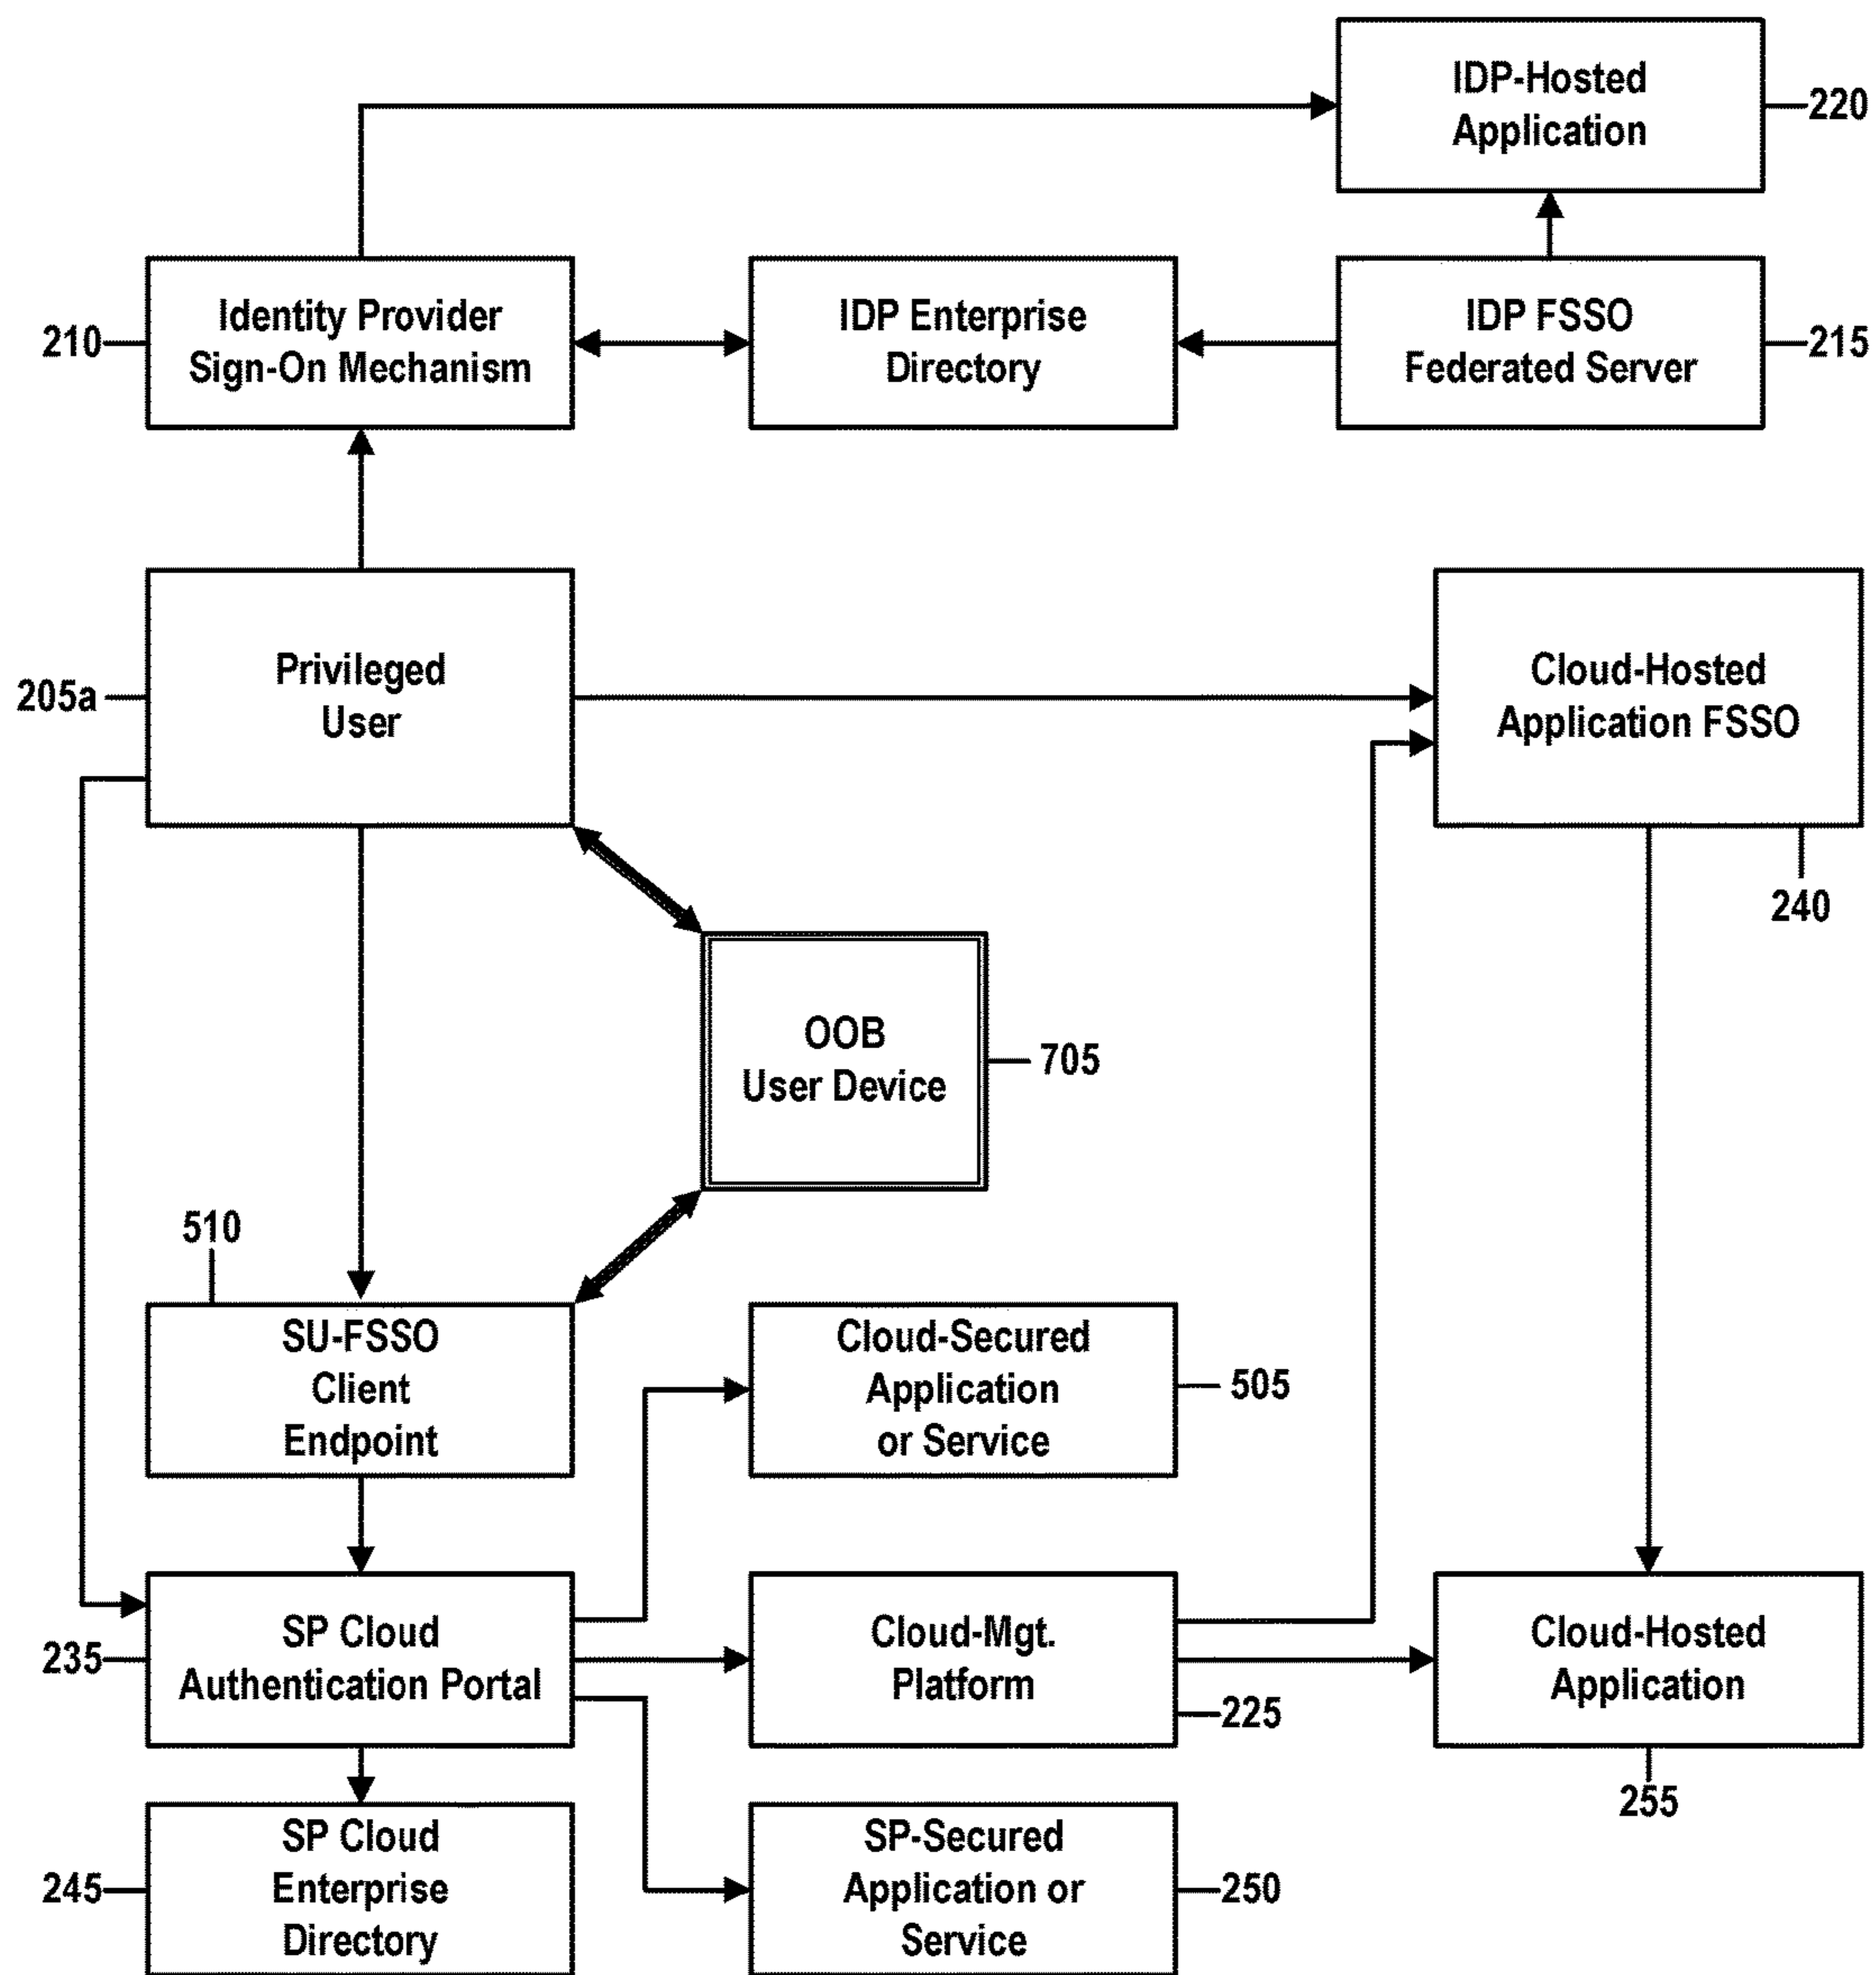 IDP-Hosted
Application
220
Identity Provider
Sign-On Mechanism
210
IDP Enterprise
Directory
IDP FSSO
Federated Server
215
Privileged
User
205a
Cloud-Hosted
Application FSSO
240
OOB
User Device
705
510
SU-FSSO
Client
Endpoint
Cloud-Secured
Application
or Service
505
SP Cloud
Authentication Portal
235
Cloud-Mgt.
Platform
225
Cloud-Hosted
Application
255
SP Cloud
Enterprise
Directory
245
SP-Secured
Application or
Service
250